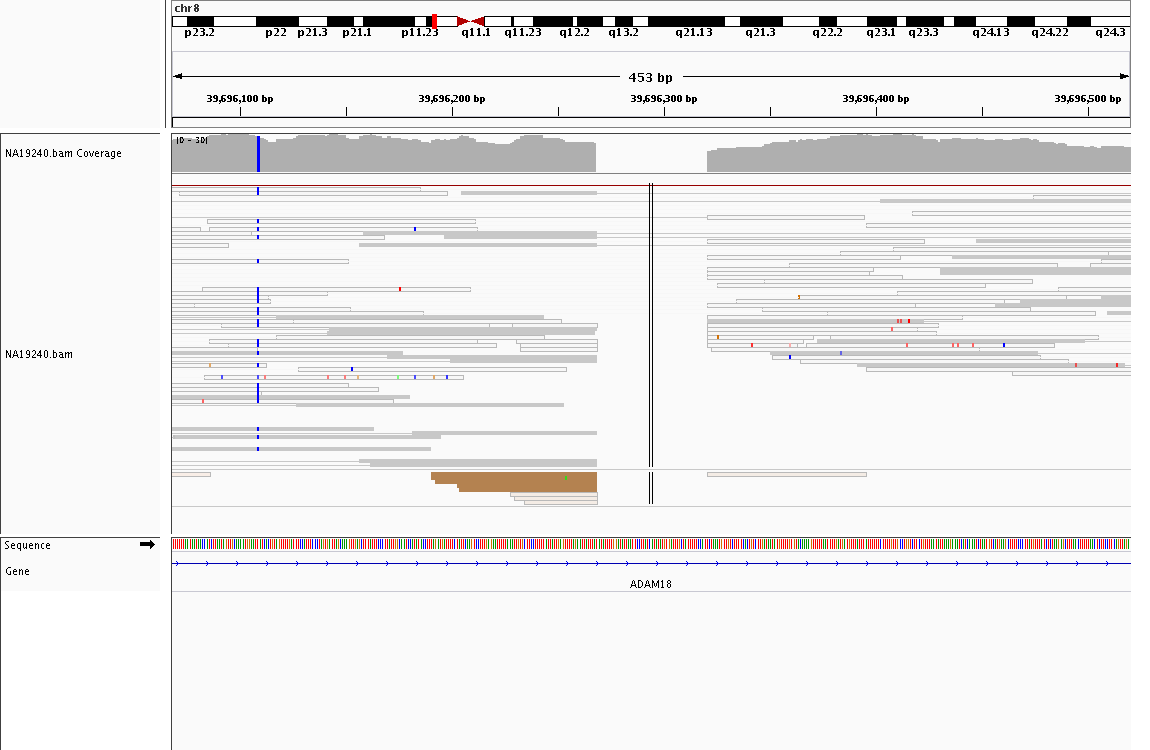 chr8
p23.2 p22 p21.3 p21.1 p11.23 q11.1 q11.23 q12.2 q13.2 q21.13 q21.3 q22.2 q23.1 q23.3 q24.13 q24.22 q24.3
453 bp
39,696,100 bp 39,696,200 bp 39,696,300 bp 39,696,400 bp 39,696,500 bp
[0 - 30]
NA19240.bam Coverage
NA19240.bam
Sequence
Gene
ADAM18